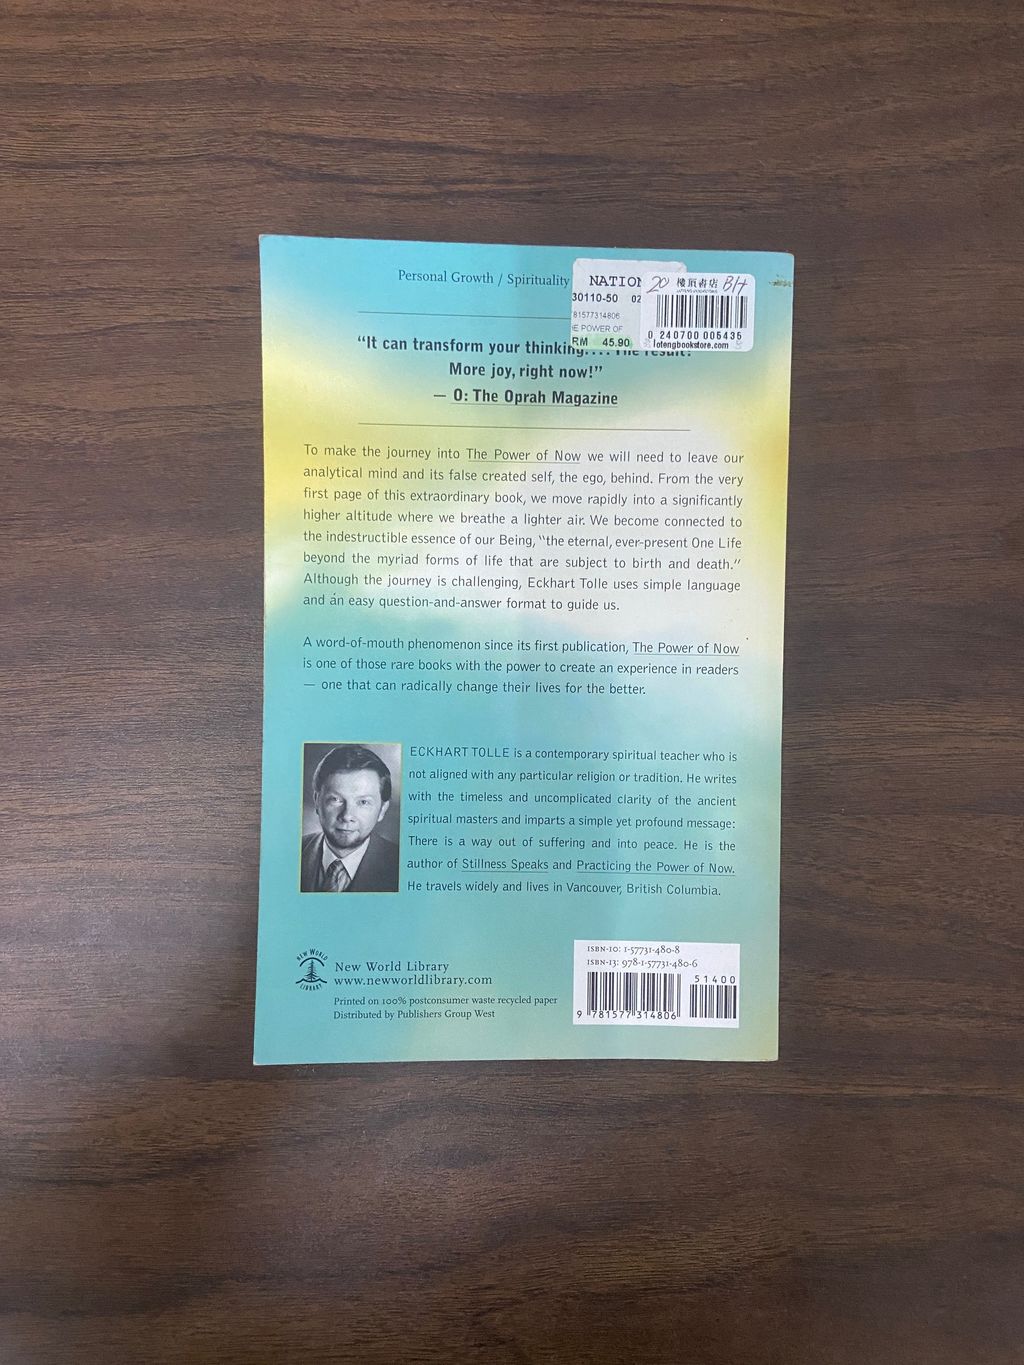 Personal Growth / Spirituality
NATION
30110-50 02
81577314806
E POWER OF
RM 45.90
20 樓頂書店 BH
0 240700 005435
lotengbookstore.com
“It can transform your thinking.... The result:
More joy, right now!”
— O: The Oprah Magazine
To make the journey into The Power of Now we will need to leave our
analytical mind and its false created self, the ego, behind. From the very
first page of this extraordinary book, we move rapidly into a significantly
higher altitude where we breathe a lighter air. We become connected to
the indestructible essence of our Being, “the eternal, ever-present One Life
beyond the myriad forms of life that are subject to birth and death.”
Although the journey is challenging, Eckhart Tolle uses simple language
and an easy question-and-answer format to guide us.
A word-of-mouth phenomenon since its first publication, The Power of Now
is one of those rare books with the power to create an experience in readers
— one that can radically change their lives for the better.
ECKHART TOLLE is a contemporary spiritual teacher who is
not aligned with any particular religion or tradition. He writes
with the timeless and uncomplicated clarity of the ancient
spiritual masters and imparts a simple yet profound message:
There is a way out of suffering and into peace. He is the
author of Stillness Speaks and Practicing the Power of Now.
He travels widely and lives in Vancouver, British Columbia.
NEW WORLD
LIBRARY
New World Library
www.newworldlibrary.com
Printed on 100% postconsumer waste recycled paper
Distributed by Publishers Group West
ISBN-10: 1-57731-480-8
ISBN-13: 978-1-57731-480-6
51400
9 781577 314806